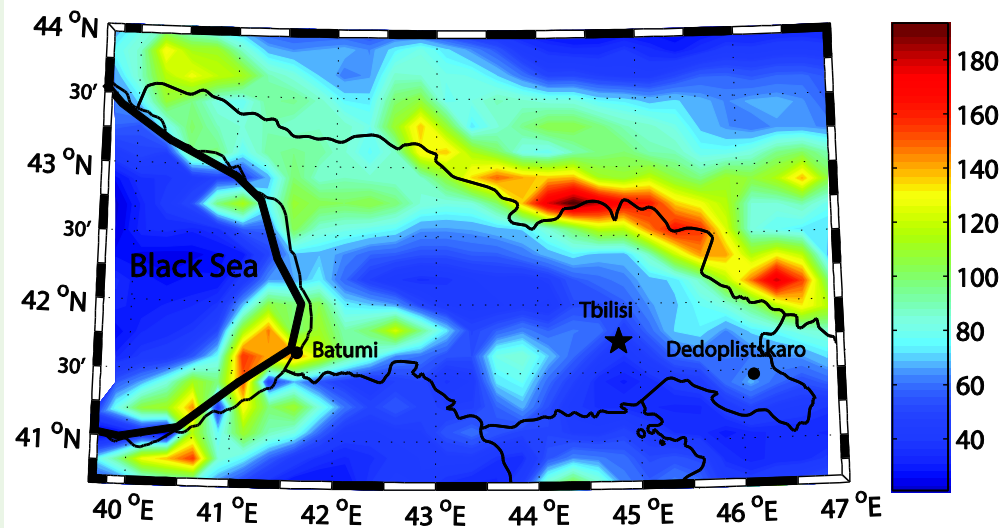 44 °N
30′
43 °N
30′
42 °N
30′
41 °N
Black Sea
Batumi
Tbilisi
Dedoplistskaro
40 °E
41 °E
42 °E
43 °E
44 °E
45 °E
46 °E
47 °E
180
160
140
120
100
80
60
40